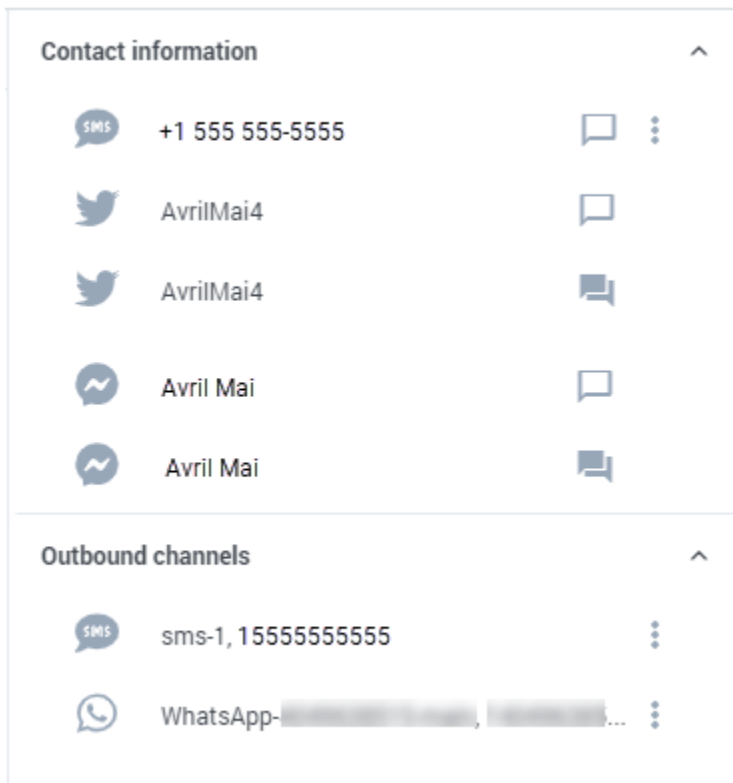 Contact information
SMS +1 555 555-5555
AvrilMai4
AvrilMai4
Avril Mai
Avril Mai
Outbound channels
SMS sms-1, 15555555555
WhatsApp- , ...